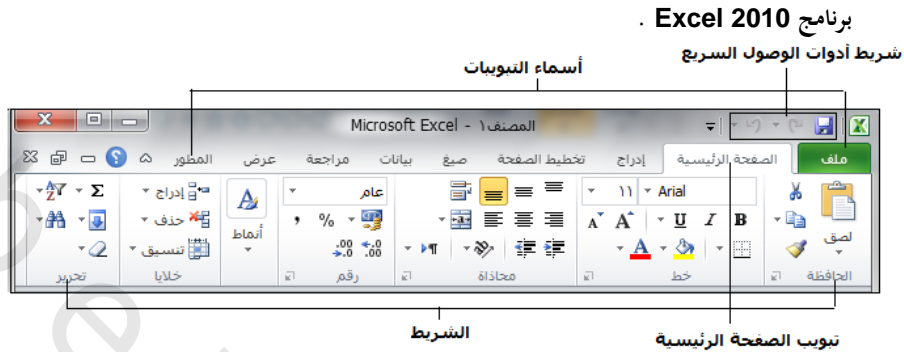 برنامج Excel 2010 .
شريط أدوات الوصول السريع
أسماء التبويبات
المصنف١ - Microsoft Excel
ملف الصفحة الرئيسية إدراج تخطيط الصفحة صيغ بيانات مراجعة عرض المطور
Arial ١١ عام إدراج
لصق B I U % , أنماط حذف
تنسيق
الحافظة خط محاذاة رقم خلايا تحرير
الشريط
تبويب الصفحة الرئيسية